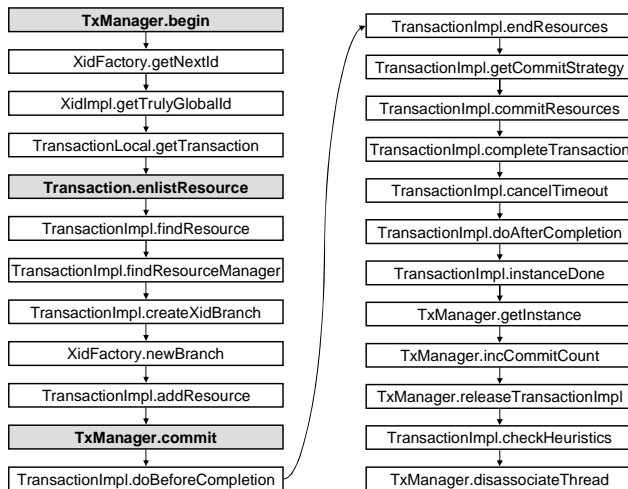 TxManager.begin
XidFactory.getNextId
XidImpl.getTrulyGlobalId
TransactionLocal.getTransaction
Transaction.enlistResource
TransactionImpl.findResource
TransactionImpl.findResourceManager
TransactionImpl.createXidBranch
XidFactory.newBranch
TransactionImpl.addResource
TxManager.commit
TransactionImpl.doBeforeCompletion
TransactionImpl.endResources
TransactionImpl.getCommitStrategy
TransactionImpl.commitResources
TransactionImpl.completeTransaction
TransactionImpl.cancelTimeout
TransactionImpl.doAfterCompletion
TransactionImpl.instanceDone
TxManager.getInstance
TxManager.incCommitCount
TxManager.releaseTransactionImpl
TransactionImpl.checkHeuristics
TxManager.disassociateThread